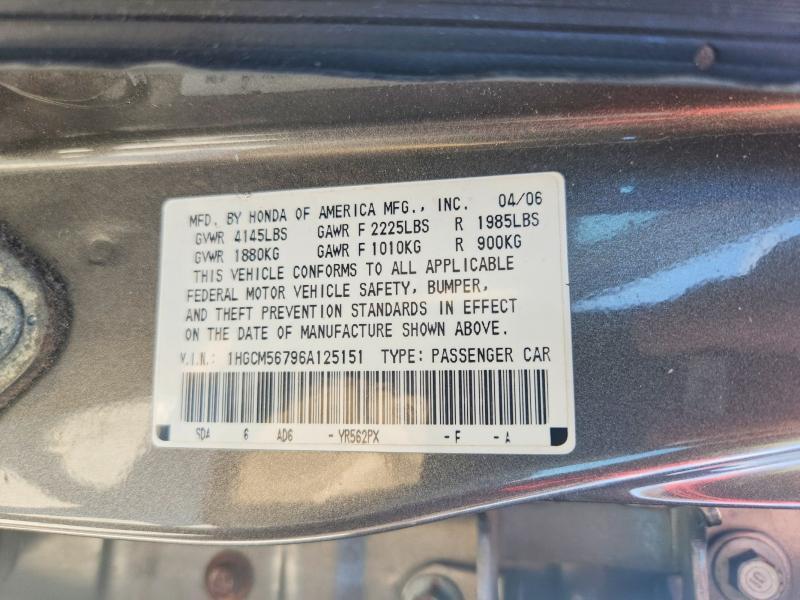 MFD. BY HONDA OF AMERICA MFG., INC. 04/06
GVWR 4145LBS GAWR F 2225LBS R 1985LBS
GVWR 1880KG GAWR F 1010KG R 900KG
THIS VEHICLE CONFORMS TO ALL APPLICABLE
FEDERAL MOTOR VEHICLE SAFETY, BUMPER,
AND THEFT PREVENTION STANDARDS IN EFFECT
ON THE DATE OF MANUFACTURE SHOWN ABOVE.
V.I.N.: 1HGCM56796A125151 TYPE: PASSENGER CAR
SDA 6 AD6 -YR562PX -F -A
10